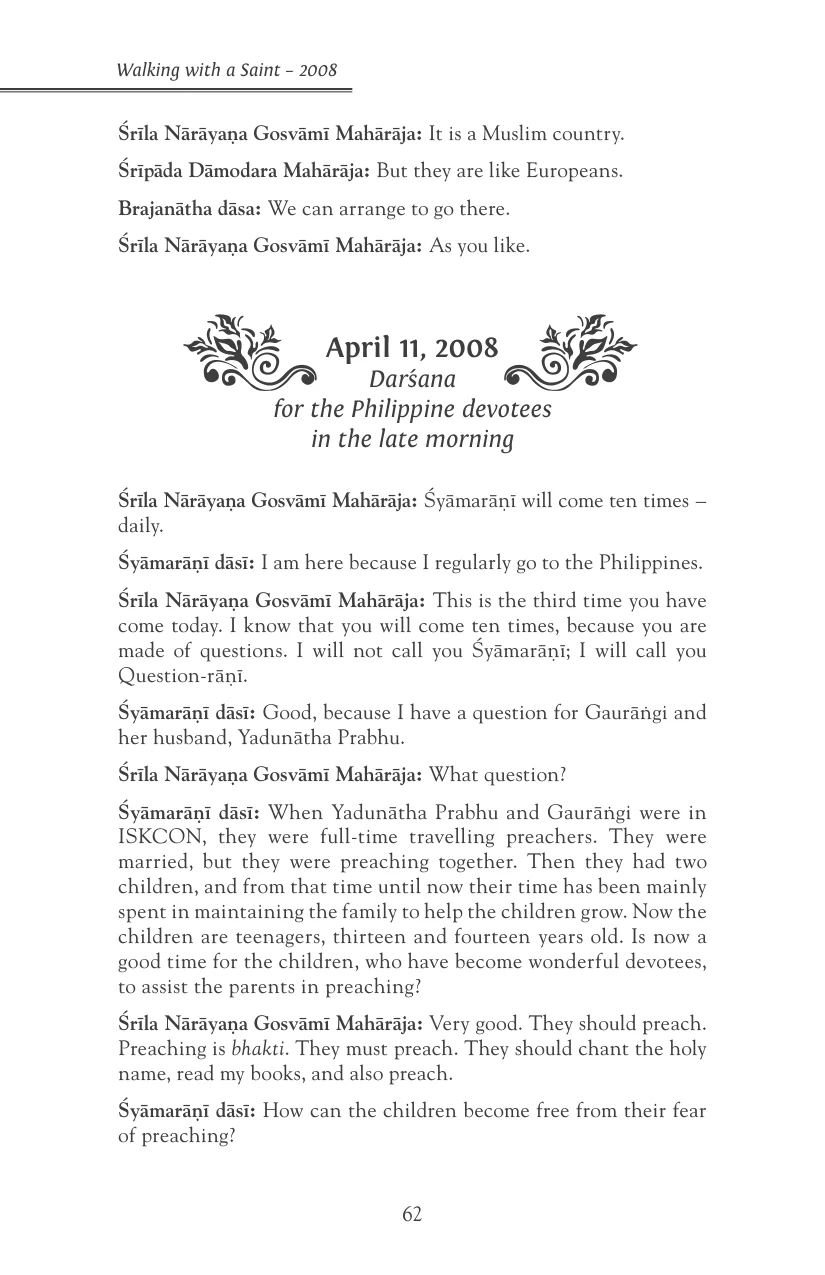 Walking with a Saint – 2008
Śrīla Nārāyaṇa Gosvāmī Mahārāja: It is a Muslim country.
Śrīpāda Dāmodara Mahārāja: But they are like Europeans.
Brajanātha dāsa: We can arrange to go there.
Śrīla Nārāyaṇa Gosvāmī Mahārāja: As you like.
April 11, 2008
Darśana
for the Philippine devotees
in the late morning
Śrīla Nārāyaṇa Gosvāmī Mahārāja: Śyāmarāṇī will come ten times –
daily.
Śyāmarāṇī dāsī: I am here because I regularly go to the Philippines.
Śrīla Nārāyaṇa Gosvāmī Mahārāja: This is the third time you have
come today. I know that you will come ten times, because you are
made of questions. I will not call you Śyāmarāṇī; I will call you
Question-rāṇī.
Śyāmarāṇī dāsī: Good, because I have a question for Gaurāṅgi and
her husband, Yadunātha Prabhu.
Śrīla Nārāyaṇa Gosvāmī Mahārāja: What question?
Śyāmarāṇī dāsī: When Yadunātha Prabhu and Gaurāṅgi were in
ISKCON, they were full-time travelling preachers. They were
married, but they were preaching together. Then they had two
children, and from that time until now their time has been mainly
spent in maintaining the family to help the children grow. Now the
children are teenagers, thirteen and fourteen years old. Is now a
good time for the children, who have become wonderful devotees,
to assist the parents in preaching?
Śrīla Nārāyaṇa Gosvāmī Mahārāja: Very good. They should preach.
Preaching is bhakti. They must preach. They should chant the holy
name, read my books, and also preach.
Śyāmarāṇī dāsī: How can the children become free from their fear
of preaching?
62